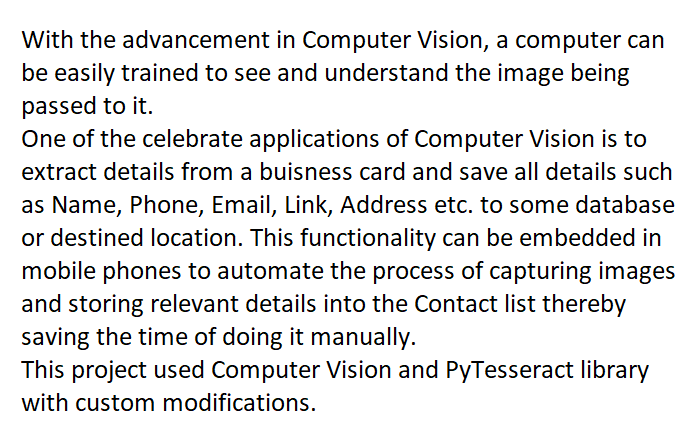 With the advancement in Computer Vision, a computer can
be easily trained to see and understand the image being
passed to it.
One of the celebrate applications of Computer Vision is to
extract details from a buisness card and save all details such
as Name, Phone, Email, Link, Address etc. to some database
or destined location. This functionality can be embedded in
mobile phones to automate the process of capturing images
and storing relevant details into the Contact list thereby
saving the time of doing it manually.
This project used Computer Vision and PyTesseract library
with custom modifications.